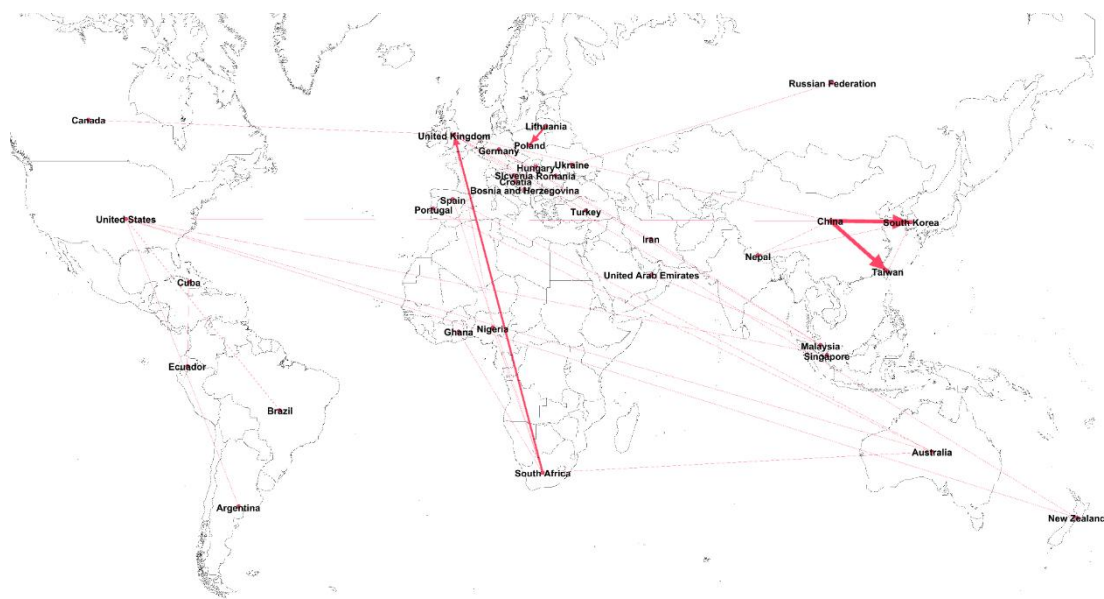 Russian Federation
Canada
Lithuania
United Kingdom
Poland
Germany
Ukraine
Hungary
Slvenia Romania
Croatia
Bosnia and Herzegovina
Spain
Portugal
Turkey
United States
China
South Korea
Iran
Nepal
Taiwan
United Arab Emirates
Cuba
Ghana
Nigeria
Malaysia
Singapore
Ecuador
Brazil
Australia
South Africa
Argentina
New Zealand